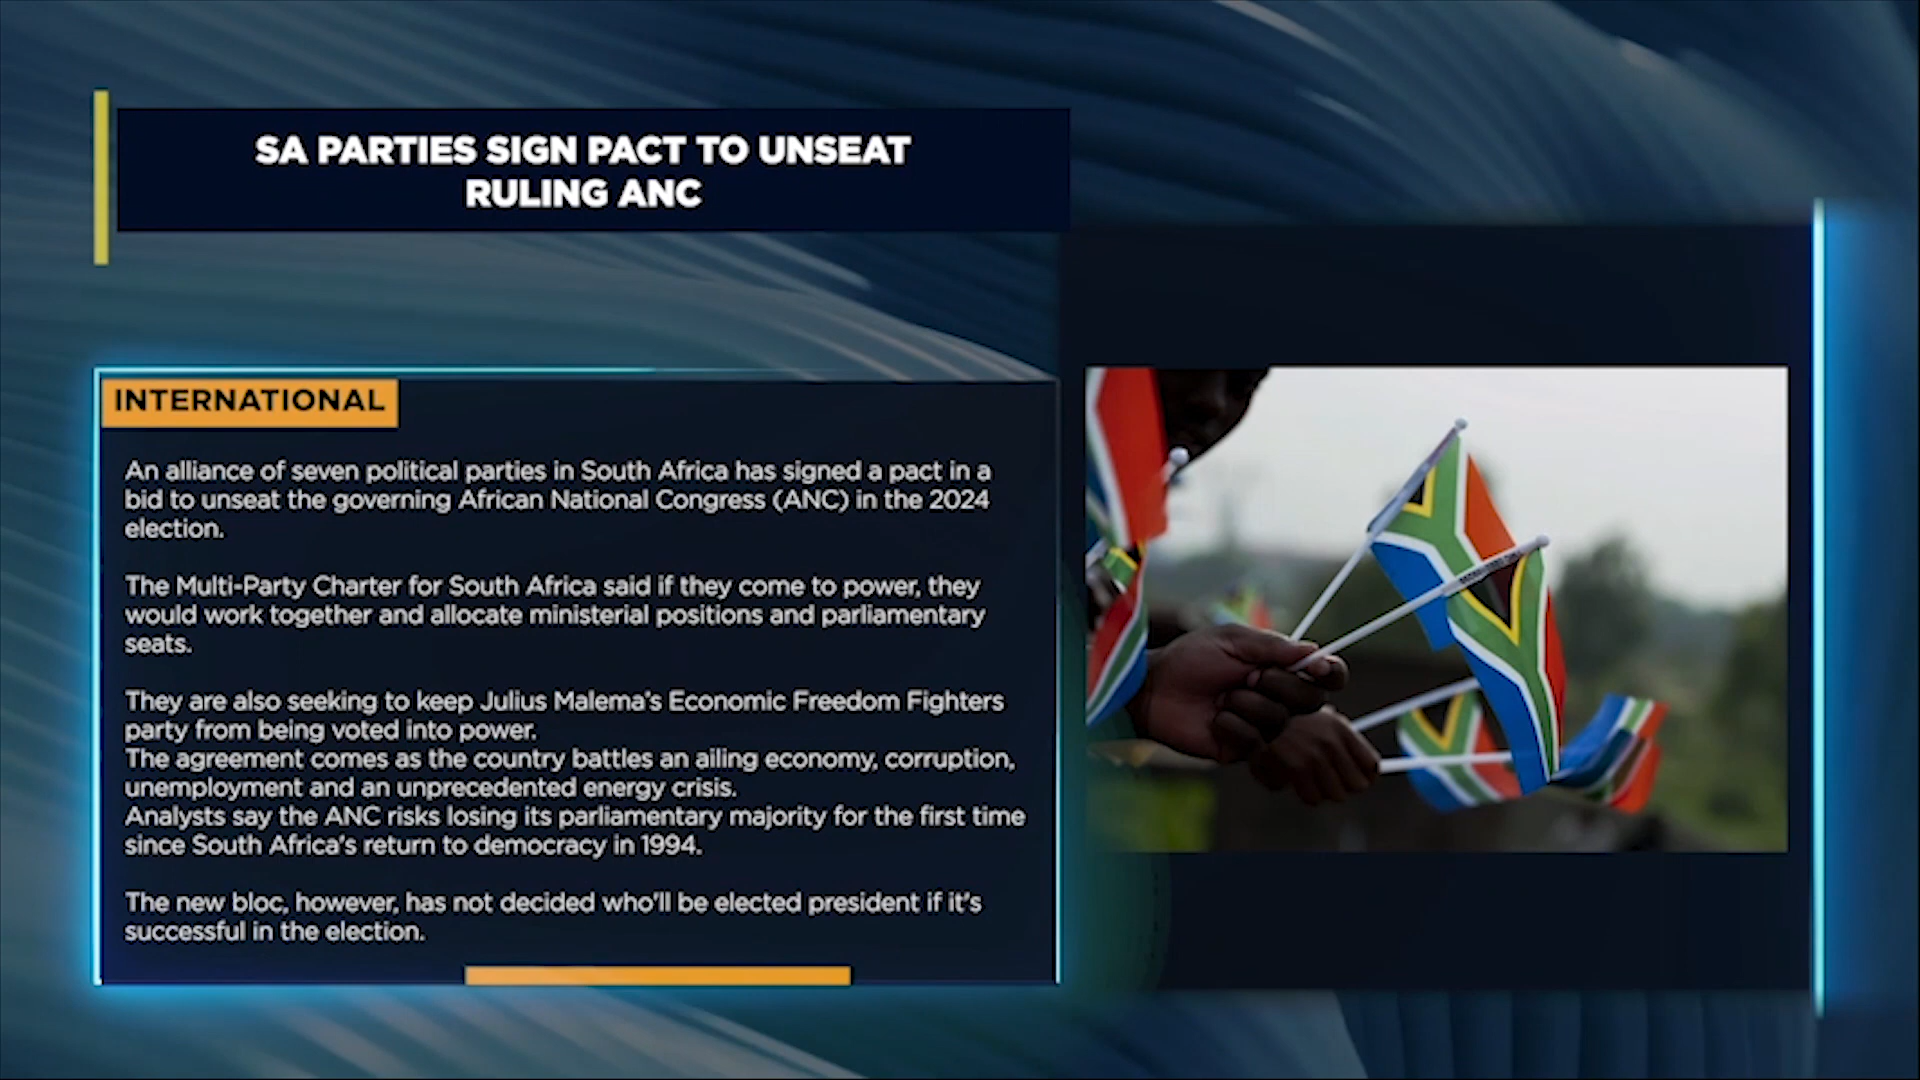 SA PARTIES SIGN PACT TO UNSEAT
RULING ANC
INTERNATIONAL
An alliance of seven political parties in South Africa has signed a pact in a
bid to unseat the governing African National Congress (ANC) in the 2024
election.
The Multi-Party Charter for South Africa said if they come to power, they
would work together and allocate ministerial positions and parliamentary
seats.
They are also seeking to keep Julius Malema's Economic Freedom Fighters
party from being voted into power.
The agreement comes as the country battles an ailing economy, corruption,
unemployment and an unprecedented energy crisis.
Analysts say the ANC risks losing its parliamentary majority for the first time
since South Africa's return to democracy in 1994.
The new bloc, however, has not decided who'll be elected president if it's
successful in the election.